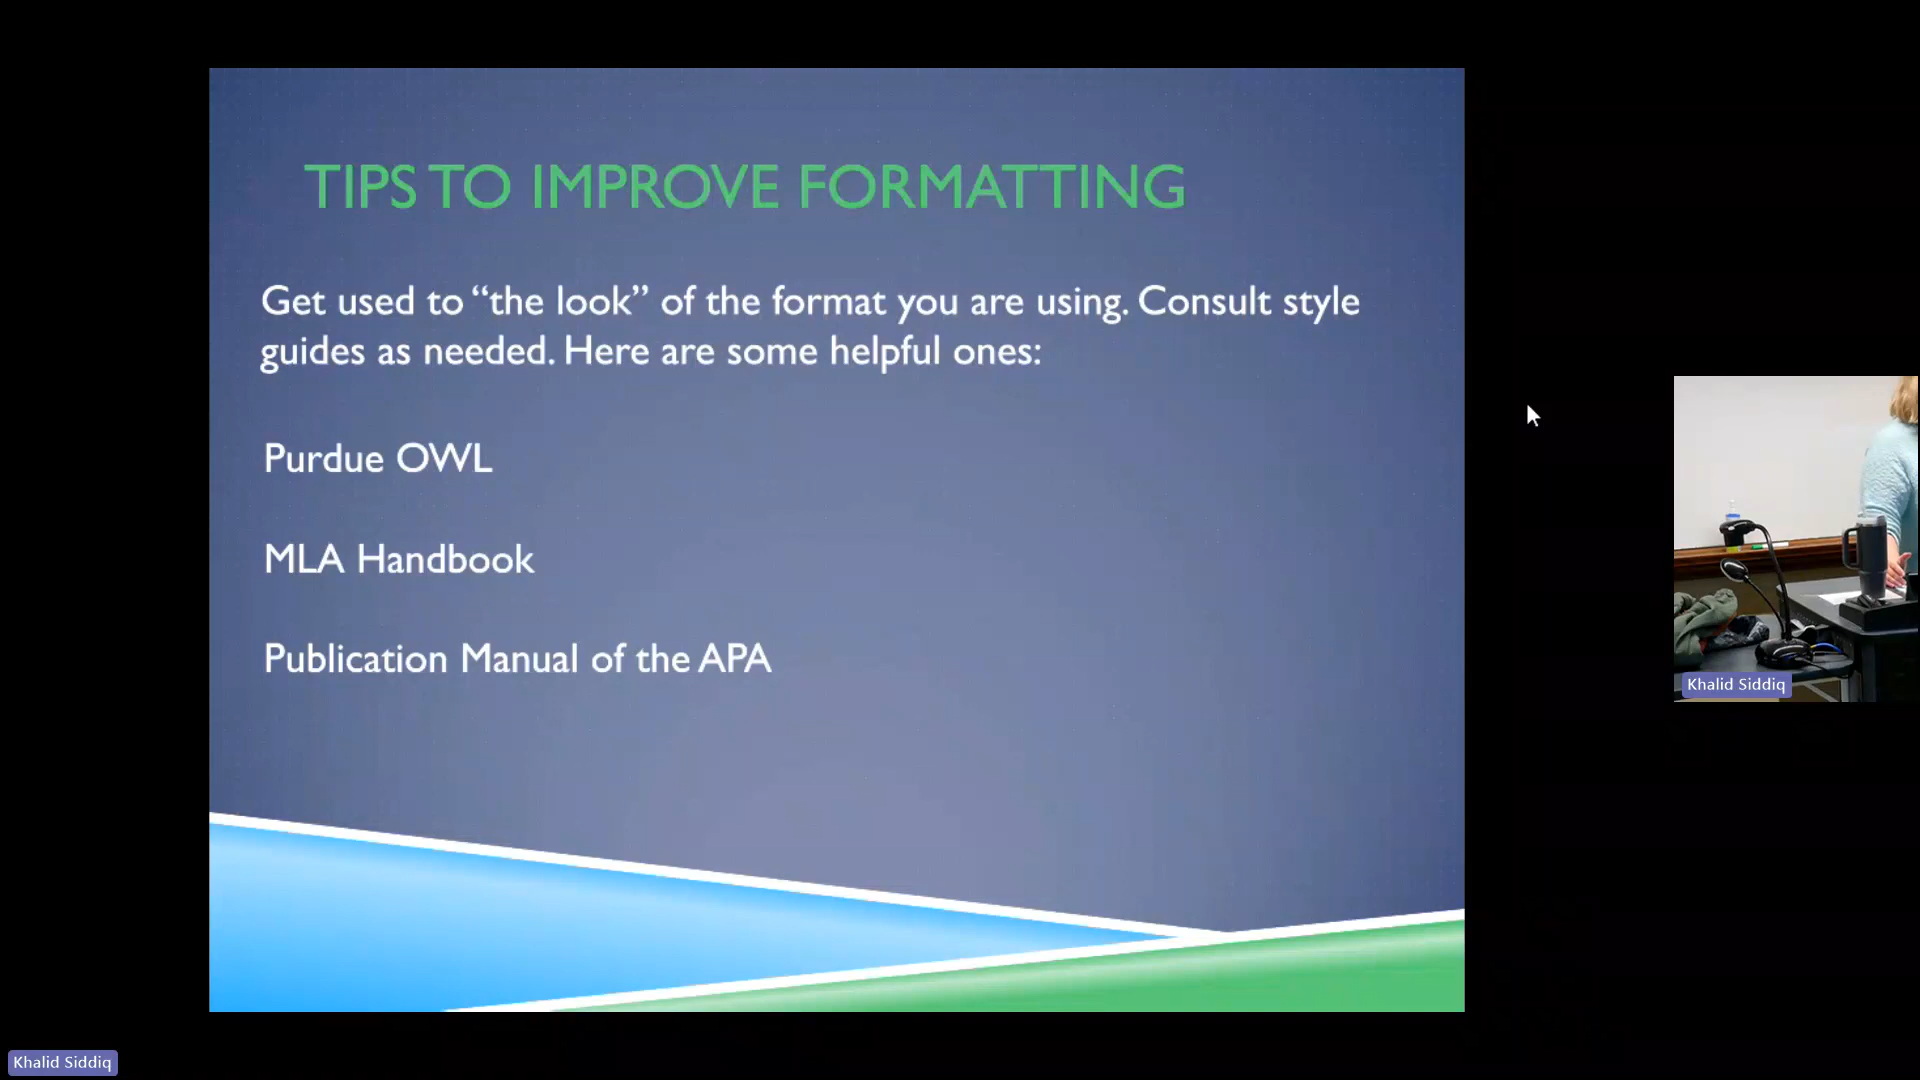 TIPS TO IMPROVE FORMATTING
Get used to “the look” of the format you are using. Consult style
guides as needed. Here are some helpful ones:
Purdue OWL
MLA Handbook
Publication Manual of the APA
Khalid Siddiq
Khalid Siddiq